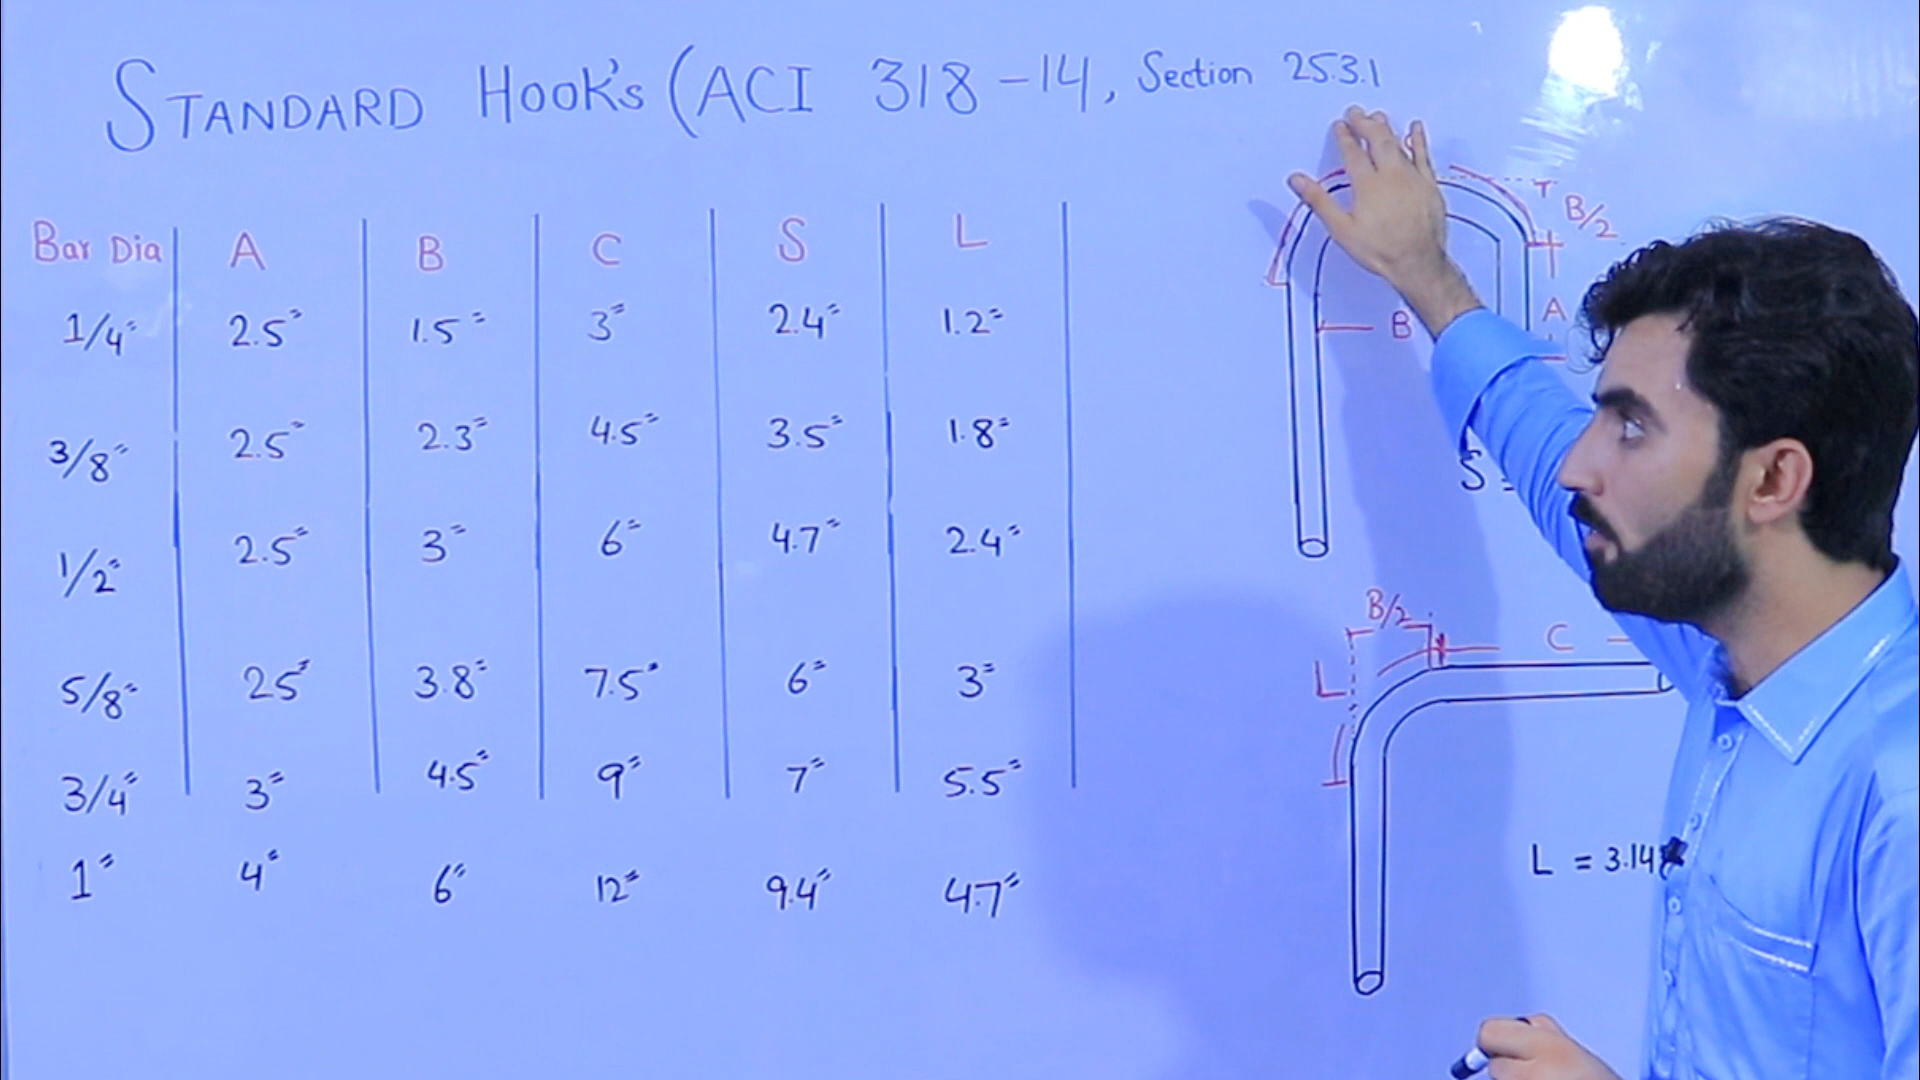 STANDARD Hook's (ACI 318-14, Section 25.3.1
Bar Dia A B C S L
1/4" 2.5" 1.5" 3" 2.4" 1.2"
3/8" 2.5" 2.3" 4.5" 3.5" 1.8"
1/2" 2.5" 3" 6" 4.7" 2.4"
5/8" 25" 3.8" 7.5" 6" 3"
3/4" 3" 4.5" 9" 7" 5.5"
1" 4" 6" 12" 9.4" 4.7"
B/2
A
B
S =
B/2
C
L
L = 3.14